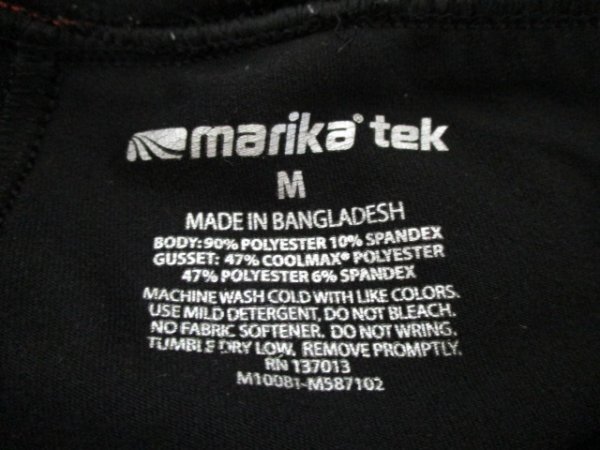 marika® tek
M
MADE IN BANGLADESH
BODY: 90% POLYESTER 10% SPANDEX
GUSSET: 47% COOLMAX® POLYESTER
47% POLYESTER 6% SPANDEX
MACHINE WASH COLD WITH LIKE COLORS.
USE MILD DETERGENT, DO NOT BLEACH.
NO FABRIC SOFTENER. DO NOT WRING.
TUMBLE DRY LOW. REMOVE PROMPTLY.
RN 137013
M10081-M587102